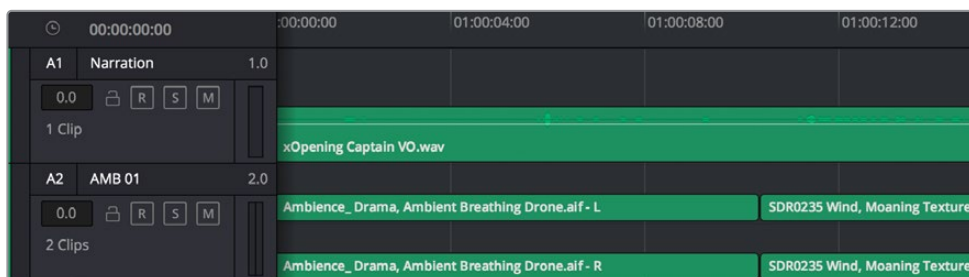 00:00:00:00 :00:00:00 01:00:04:00 01:00:08:00 01:00:12:00
A1 Narration 1.0
0.0 R S M
1 Clip
xOpening Captain VO.wav
A2 AMB 01 2.0
Ambience_ Drama, Ambient Breathing Drone.aif - L SDR0235 Wind, Moaning Texture
0.0 R S M
2 Clips
Ambience_ Drama, Ambient Breathing Drone.aif - R SDR0235 Wind, Moaning Texture